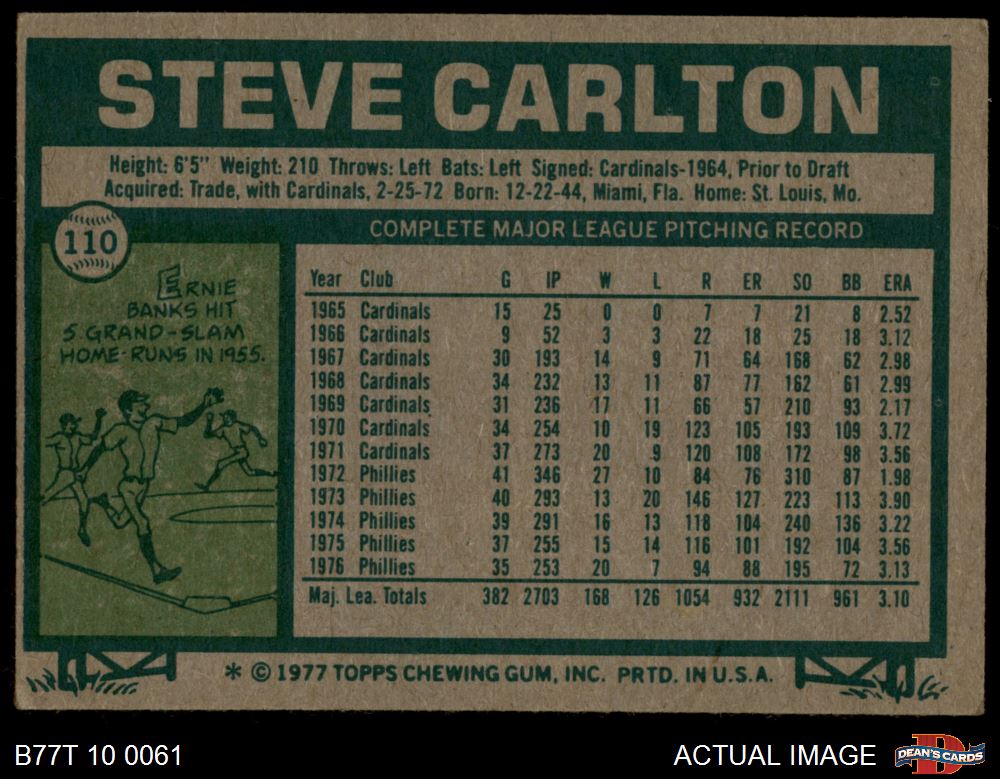 STEVE CARLTON
Height: 6'5" Weight: 210 Throws: Left Bats: Left Signed: Cardinals-1964, Prior to Draft
Acquired: Trade, with Cardinals, 2-25-72 Born: 12-22-44, Miami, Fla. Home: St. Louis, Mo.
110
COMPLETE MAJOR LEAGUE PITCHING RECORD
ERNIE
BANKS HIT
5 GRAND-SLAM
HOME-RUNS IN 1955.
Year Club G IP W L R ER SO BB ERA
1965 Cardinals 15 25 0 0 7 7 21 8 2.52
1966 Cardinals 9 52 3 3 22 18 25 18 3.12
1967 Cardinals 30 193 14 9 71 64 168 62 2.98
1968 Cardinals 34 232 13 11 87 77 162 61 2.99
1969 Cardinals 31 236 17 11 66 57 210 93 2.17
1970 Cardinals 34 254 10 19 123 105 193 109 3.72
1971 Cardinals 37 273 20 9 120 108 172 98 3.56
1972 Phillies 41 346 27 10 84 76 310 87 1.98
1973 Phillies 40 293 13 20 146 127 223 113 3.90
1974 Phillies 39 291 16 13 118 104 240 136 3.22
1975 Phillies 37 255 15 14 116 101 192 104 3.56
1976 Phillies 35 253 20 7 94 88 195 72 3.13
Maj. Lea. Totals 382 2703 168 126 1054 932 2111 961 3.10
* © 1977 TOPPS CHEWING GUM, INC. PRTD. IN U.S.A.
B77T 10 0061
ACTUAL IMAGE
DEAN'S CARDS